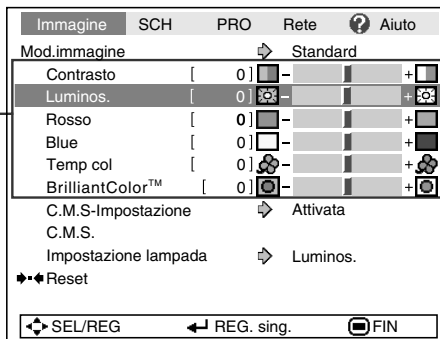 Immagine SCH PRO Rete ? Aiuto
Mod.immagine Standard
Contrasto [ 0 ] - +
Luminos. [ 0 ] - +
Rosso [ 0 ] - +
Blue [ 0 ] - +
Temp col [ 0 ] - +
BrilliantColor™ [ 0 ] - +
C.M.S-Impostazione Attivata
C.M.S.
Impostazione lampada Luminos.
Reset
SEL/REG REG. sing. FIN